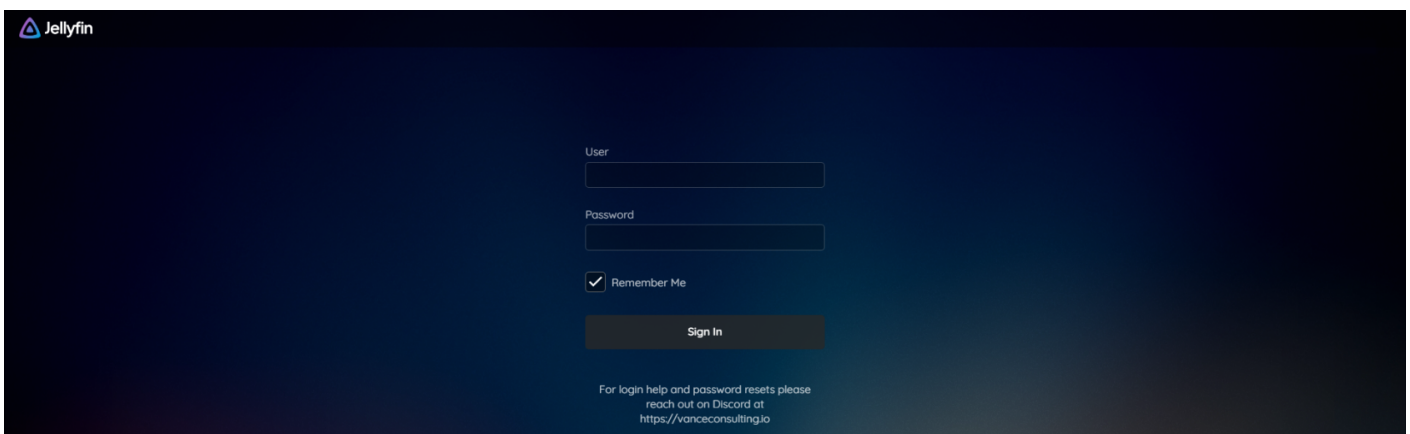 Jellyfin
User
Password
Remember Me
Sign In
For login help and password resets please
reach out on Discord at
https://vanceconsulting.io